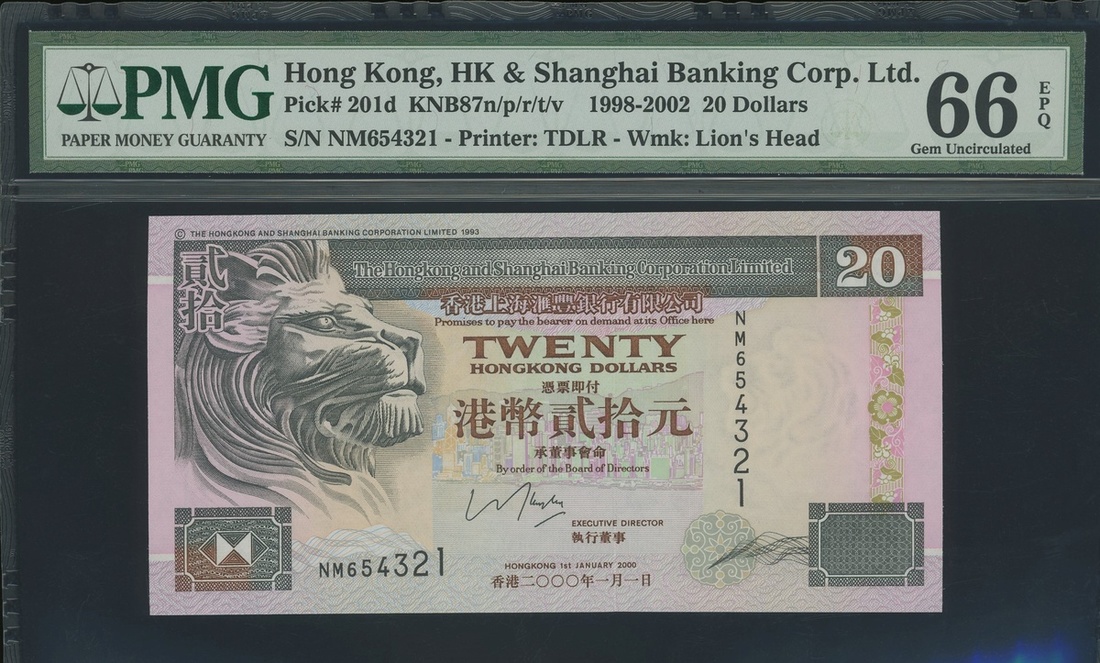 PMG
PAPER MONEY GUARANTY
Hong Kong, HK & Shanghai Banking Corp. Ltd.
Pick# 201d KNB87n/p/r/t/v 1998-2002 20 Dollars
S/N NM654321 - Printer: TDLR - Wmk: Lion's Head
66
EPQ
Gem Uncirculated
© THE HONGKONG AND SHANGHAI BANKING CORPORATION LIMITED 1993
貳拾
The Hongkong and Shanghai Banking Corporation Limited
20
香港上海滙豐銀行有限公司
Promises to pay the bearer on demand at its Office here
TWENTY
HONGKONG DOLLARS
憑票即付
港幣貳拾元
承董事會命
By order of the Board of Directors
NM654321
EXECUTIVE DIRECTOR
執行董事
NM654321
HONGKONG 1st JANUARY 2000
香港二〇〇〇年一月一日